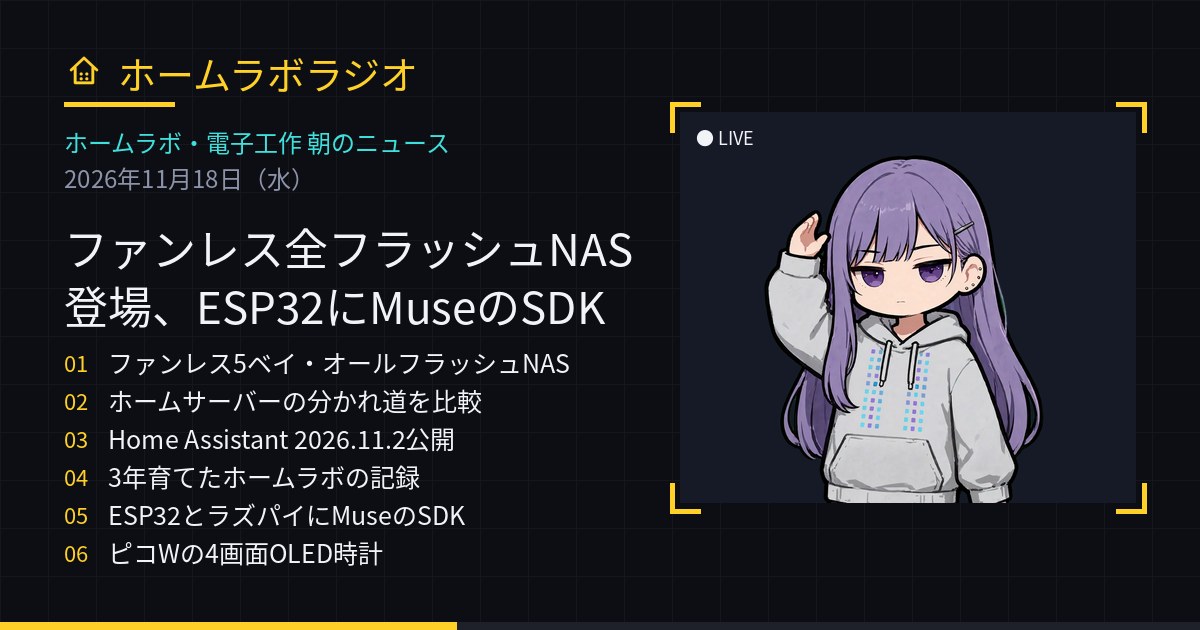 ホームラボラジオ
ホームラボ・電子工作 朝のニュース
2026年11月18日（水）
ファンレス全フラッシュNAS
登場、ESP32にMuseのSDK
01 ファンレス5ベイ・オールフラッシュNAS
02 ホームサーバーの分かれ道を比較
03 Home Assistant 2026.11.2公開
04 3年育てたホームラボの記録
05 ESP32とラズパイにMuseのSDK
06 ピコWの4画面OLED時計
LIVE